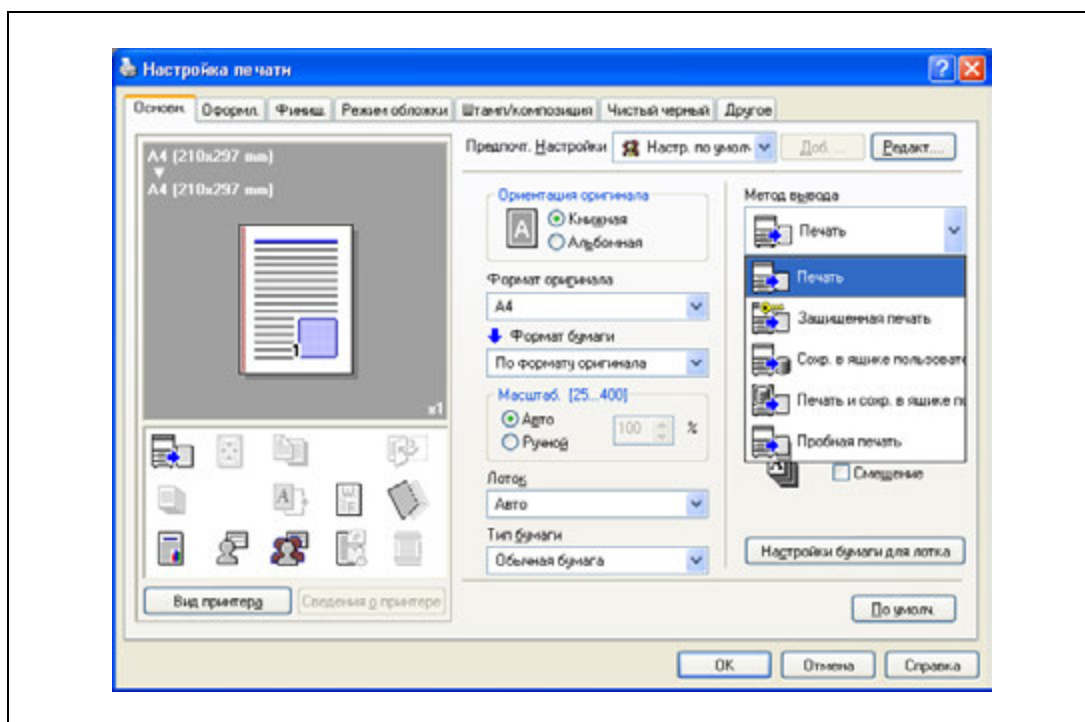 Настройка печати
Основн. Оформл. Финиш. Режим обложки Штамп/композиция Чистый черный Другое
A4 (210x297 mm)
A4 (210x297 mm)
1
x1
Вид принтера Сведения о принтере
Предпочт. Настройки Настр. по умолч Доб.... Редакт....
Ориентация оригинала
A
Книжная
Альбомная
Формат оригинала
A4
Формат бумаги
По формату оригинала
Масштаб. [25...400]
Авто
Ручной
100 %
Лоток
Авто
Тип бумаги
Обычная бумага
Метод вывода
Печать
Печать
Защищенная печать
Сохр. в ящике пользовате
Печать и сохр. в ящике по
Пробная печать
Смещение
Настройки бумаги для лотка
По умолч.
OK Отмена Справка